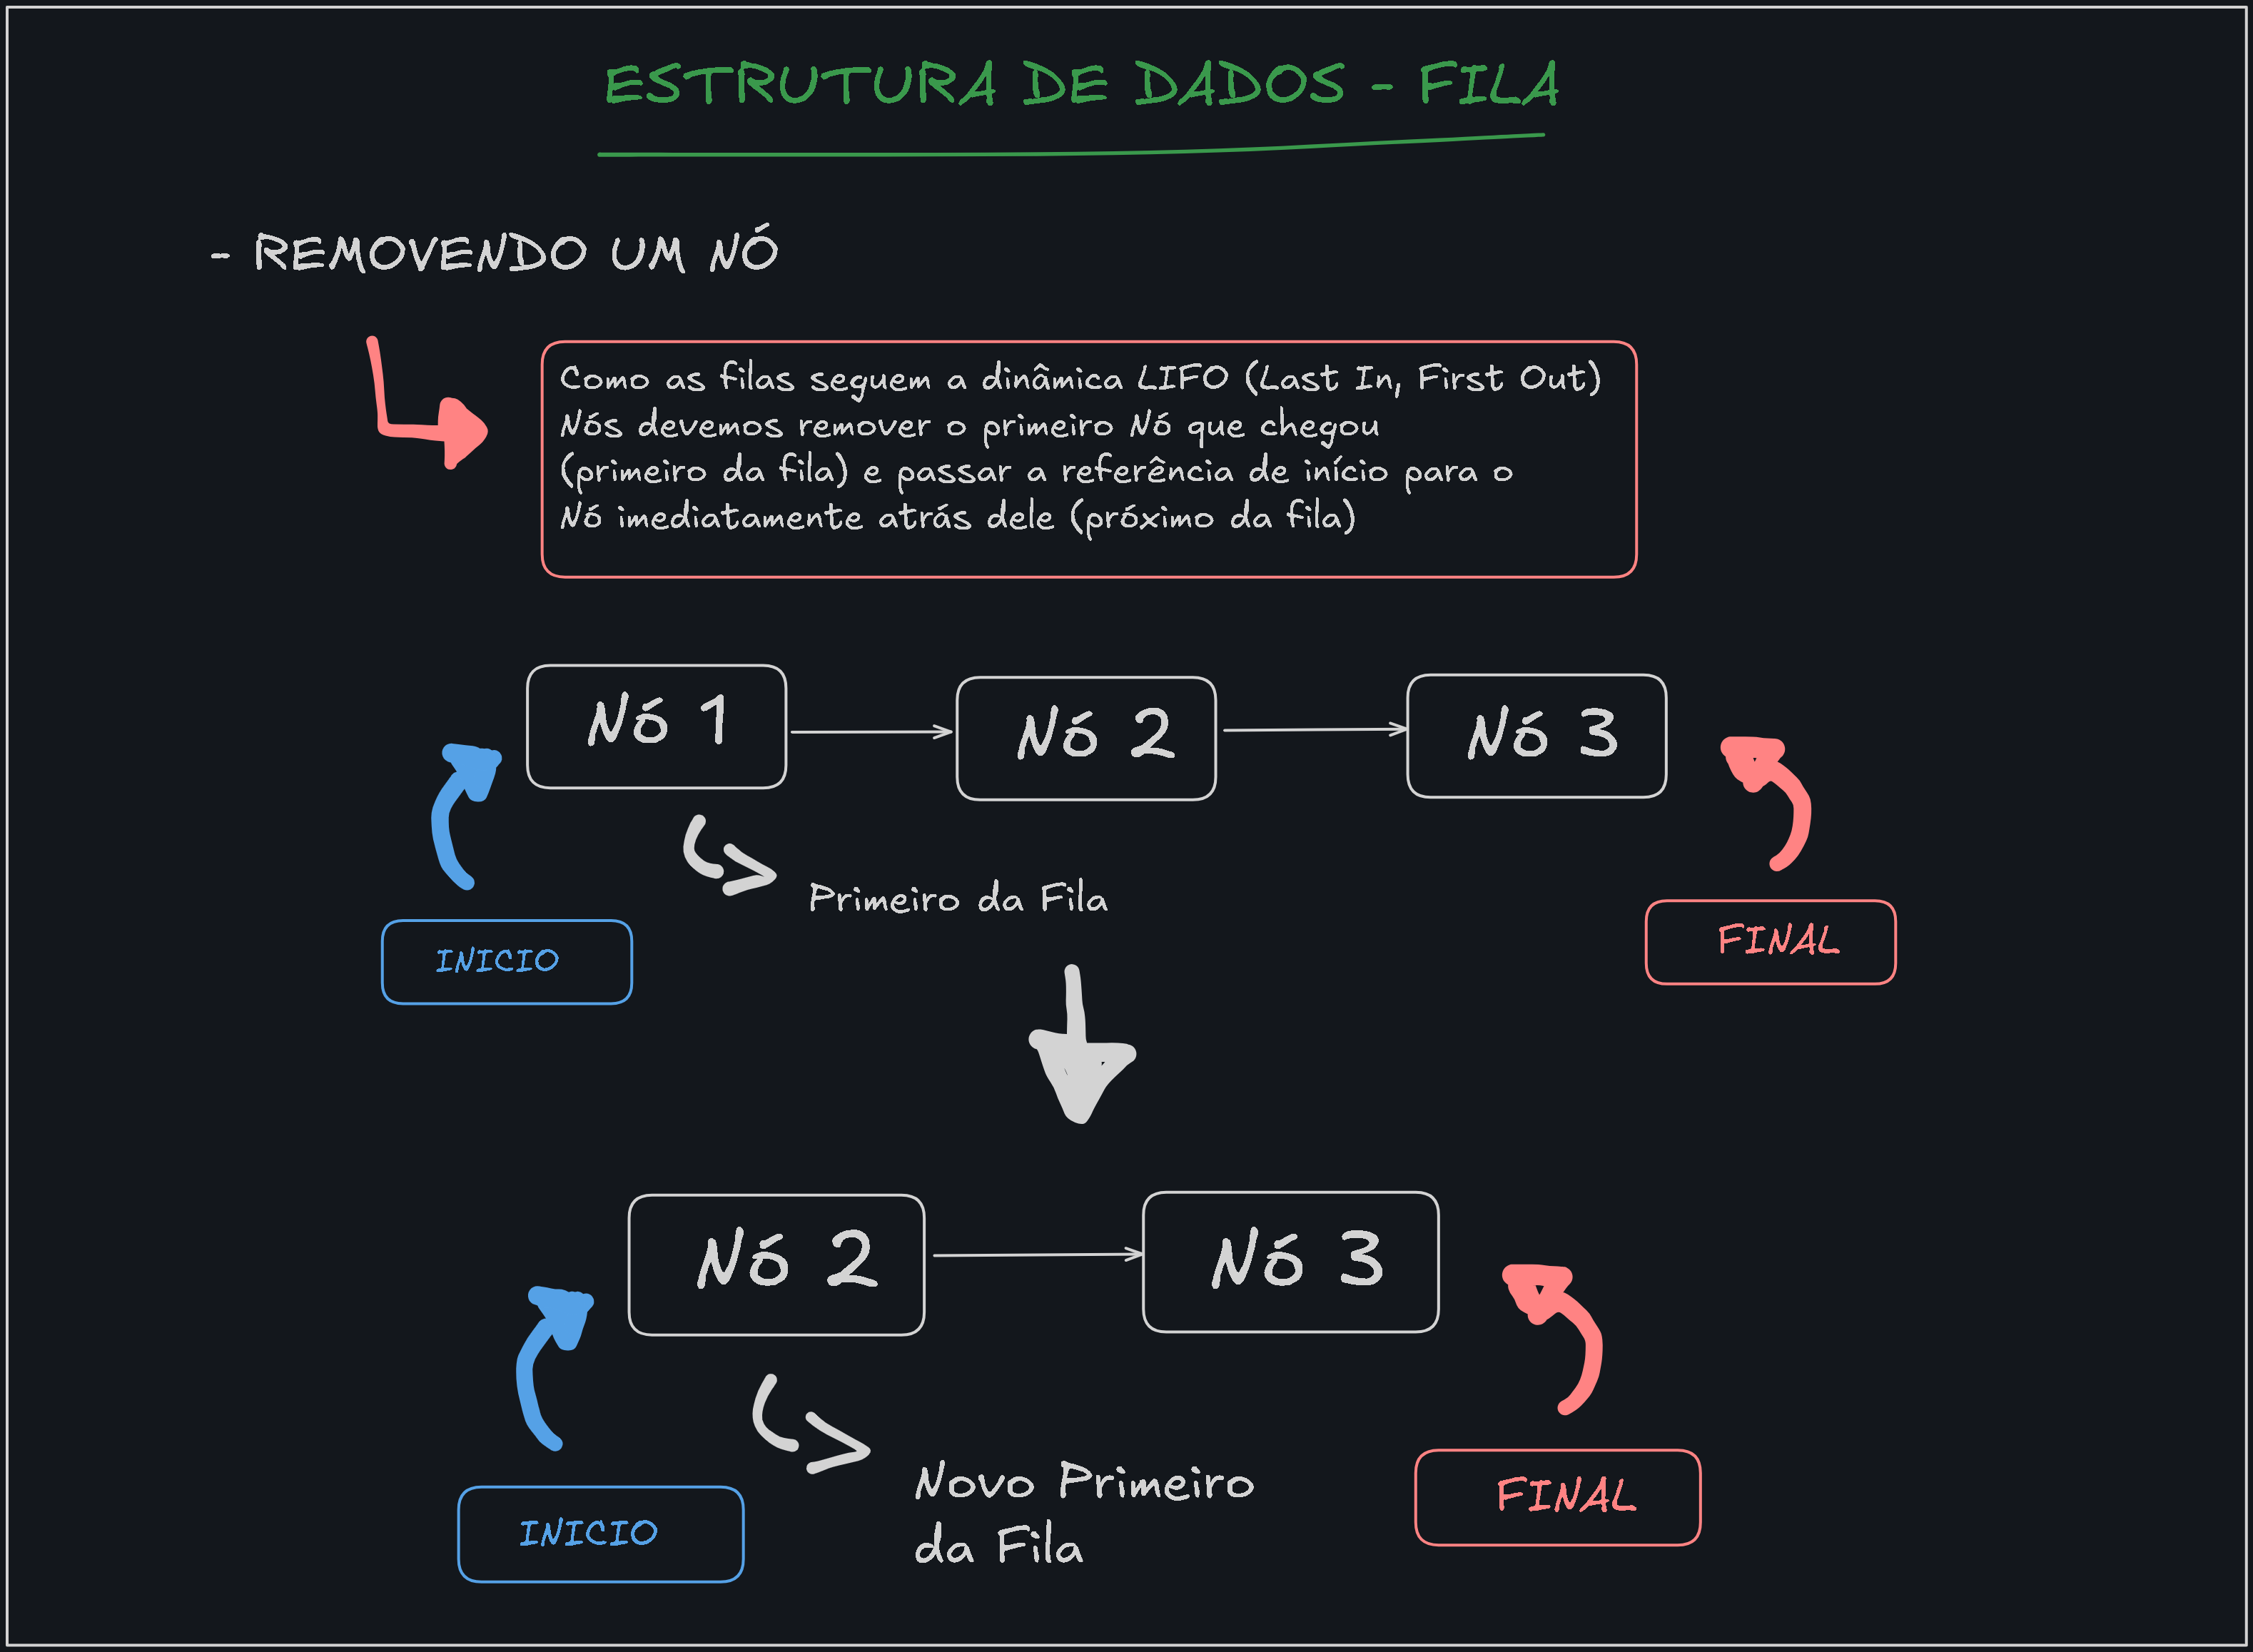 ESTRUTURA DE DADOS - FILA
- REMOVENDO UM NÓ
Como as filas seguem a dinâmica LIFO (Last In, First Out)
Nós devemos remover o primeiro Nó que chegou
(primeiro da fila) e passar a referência de início para o
Nó imediatamente atrás dele (próximo da fila)
Nó 1
Nó 2
Nó 3
Primeiro da Fila
INICIO
FINAL
Nó 2
Nó 3
Novo Primeiro
da Fila
INICIO
FINAL